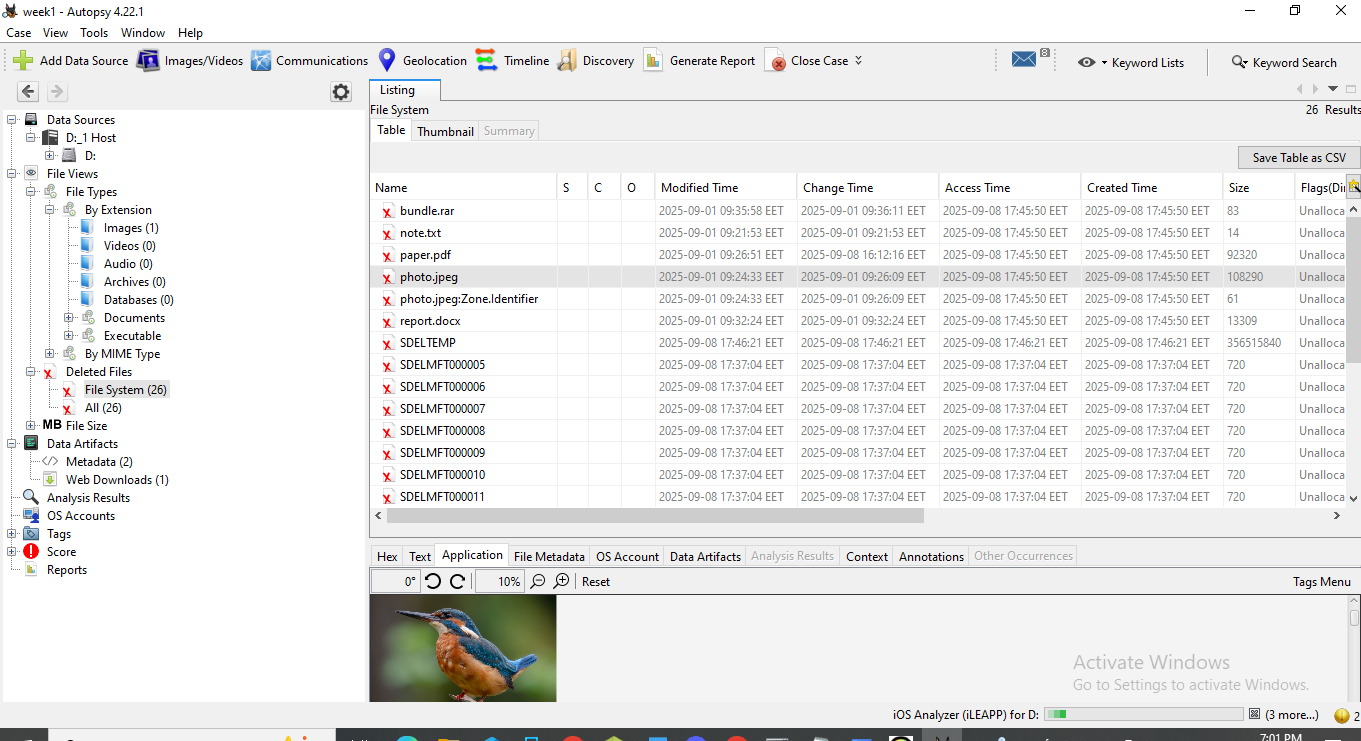 week1 - Autopsy 4.22.1
Case View Tools Window Help
Add Data Source Images/Videos Communications Geolocation Timeline Discovery Generate Report Close Case 8 Keyword Lists Keyword Search
Data Sources
D:_1 Host
D:
File Views
File Types
By Extension
Images (1)
Videos (0)
Audio (0)
Archives (0)
Databases (0)
Documents
Executable
By MIME Type
Deleted Files
File System (26)
All (26)
MB File Size
Data Artifacts
Metadata (2)
Web Downloads (1)
Analysis Results
OS Accounts
Tags
Score
Reports
Listing
File System 26 Results
Table Thumbnail Summary
Save Table as CSV
Name S C O Modified Time Change Time Access Time Created Time Size Flags(Di
bundle.rar 2025-09-01 09:35:58 EET 2025-09-01 09:36:11 EET 2025-09-08 17:45:50 EET 2025-09-08 17:45:50 EET 83 Unalloca
note.txt 2025-09-01 09:21:53 EET 2025-09-01 09:21:53 EET 2025-09-08 17:45:50 EET 2025-09-08 17:45:50 EET 14 Unalloca
paper.pdf 2025-09-01 09:26:51 EET 2025-09-08 16:12:16 EET 2025-09-08 17:45:50 EET 2025-09-08 17:45:50 EET 92320 Unalloca
photo.jpeg 2025-09-01 09:24:33 EET 2025-09-01 09:26:09 EET 2025-09-08 17:45:50 EET 2025-09-08 17:45:50 EET 108290 Unalloca
photo.jpeg:Zone.Identifier 2025-09-01 09:24:33 EET 2025-09-01 09:26:09 EET 2025-09-08 17:45:50 EET 2025-09-08 17:45:50 EET 61 Unalloca
report.docx 2025-09-01 09:32:24 EET 2025-09-01 09:32:24 EET 2025-09-08 17:45:50 EET 2025-09-08 17:45:50 EET 13309 Unalloca
SDELTEMP 2025-09-08 17:46:21 EET 2025-09-08 17:46:21 EET 2025-09-08 17:46:21 EET 2025-09-08 17:46:21 EET 356515840 Unalloca
SDELMFT000005 2025-09-08 17:37:04 EET 2025-09-08 17:37:04 EET 2025-09-08 17:37:04 EET 2025-09-08 17:37:04 EET 720 Unalloca
SDELMFT000006 2025-09-08 17:37:04 EET 2025-09-08 17:37:04 EET 2025-09-08 17:37:04 EET 2025-09-08 17:37:04 EET 720 Unalloca
SDELMFT000007 2025-09-08 17:37:04 EET 2025-09-08 17:37:04 EET 2025-09-08 17:37:04 EET 2025-09-08 17:37:04 EET 720 Unalloca
SDELMFT000008 2025-09-08 17:37:04 EET 2025-09-08 17:37:04 EET 2025-09-08 17:37:04 EET 2025-09-08 17:37:04 EET 720 Unalloca
SDELMFT000009 2025-09-08 17:37:04 EET 2025-09-08 17:37:04 EET 2025-09-08 17:37:04 EET 2025-09-08 17:37:04 EET 720 Unalloca
SDELMFT000010 2025-09-08 17:37:04 EET 2025-09-08 17:37:04 EET 2025-09-08 17:37:04 EET 2025-09-08 17:37:04 EET 720 Unalloca
SDELMFT000011 2025-09-08 17:37:04 EET 2025-09-08 17:37:04 EET 2025-09-08 17:37:04 EET 2025-09-08 17:37:04 EET 720 Unalloca
Hex Text Application File Metadata OS Account Data Artifacts Analysis Results Context Annotations Other Occurrences
0° 10% Reset Tags Menu
Activate Windows
Go to Settings to activate Windows.
iOS Analyzer (iLEAPP) for D: (3 more...) 2
7:01 PM